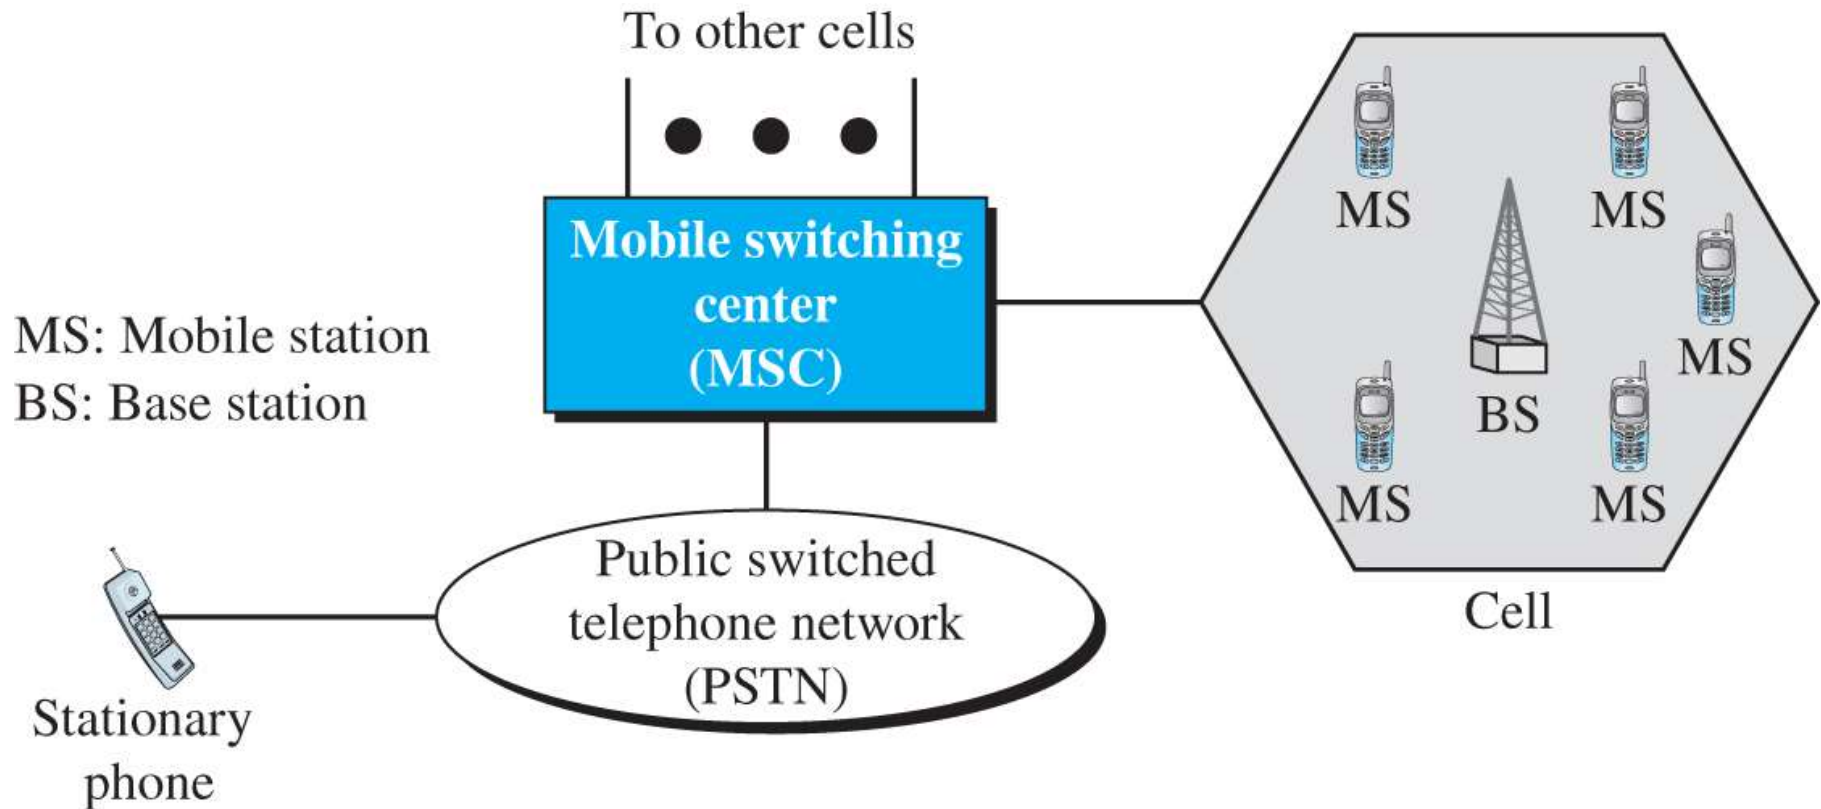 To other cells
Mobile switching
center
(MSC)
MS: Mobile station
BS: Base station
MS
MS
MS
BS
MS
MS
Cell
Public switched
telephone network
(PSTN)
Stationary
phone